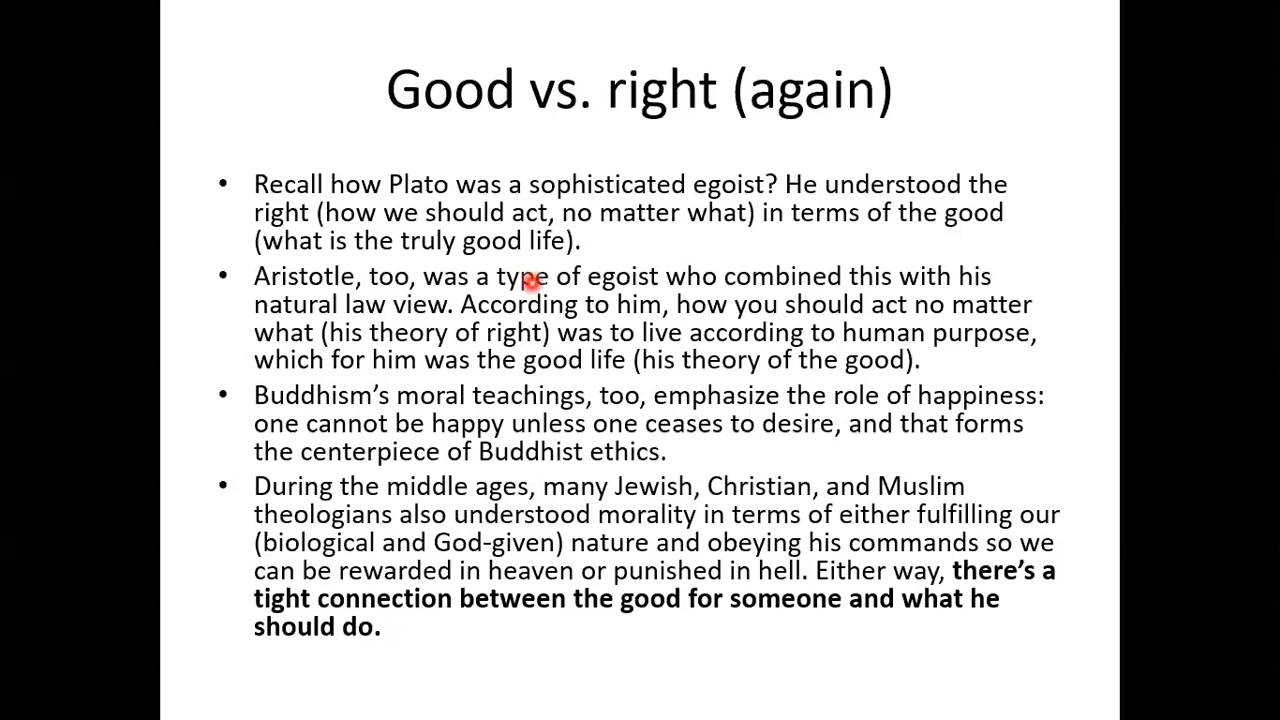 Good vs. right (again)
• Recall how Plato was a sophisticated egoist? He understood the
right (how we should act, no matter what) in terms of the good
(what is the truly good life).
• Aristotle, too, was a type of egoist who combined this with his
natural law view. According to him, how you should act no matter
what (his theory of right) was to live according to human purpose,
which for him was the good life (his theory of the good).
• Buddhism’s moral teachings, too, emphasize the role of happiness:
one cannot be happy unless one ceases to desire, and that forms
the centerpiece of Buddhist ethics.
• During the middle ages, many Jewish, Christian, and Muslim
theologians also understood morality in terms of either fulfilling our
(biological and God-given) nature and obeying his commands so we
can be rewarded in heaven or punished in hell. Either way, there’s a
tight connection between the good for someone and what he
should do.